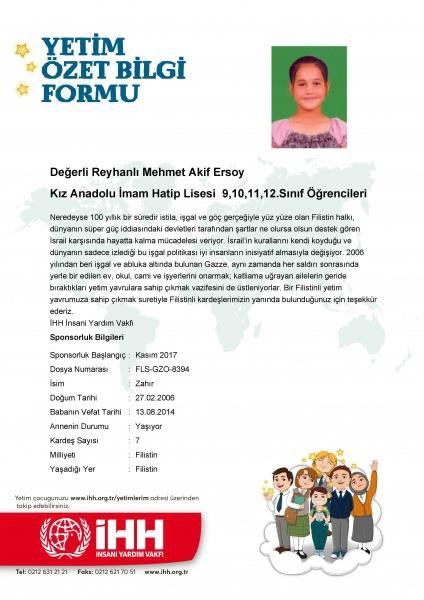 YETİM
ÖZET BİLGİ
FORMU
Değerli Reyhanlı Mehmet Akif Ersoy
Kız Anadolu İmam Hatip Lisesi 9,10,11,12.Sınıf Öğrencileri
Neredeyse 100 yıllık bir süredir istila, işgal ve göç gerçeğiyle yüz yüze olan Filistin halkı,
dünyanın süper güç iddiasındaki devletleri tarafından şartlar ne olursa olsun destek gören
İsrail karşısında hayatta kalma mücadelesi veriyor. İsrail'in kurallarını kendi koyduğu ve
dünyanın sadece izlediği bu işgal politikası iyi insanların inisiyatif almasıyla değişiyor. 2006
yılından beri işgal ve abluka altında bulunan Gazze, aynı zamanda her saldırı sonrasında
yerle bir edilen ev, okul, cami ve işyerlerini onarmak; katliama uğrayan ailelerin geride
bıraktıkları yetim yavrulara sahip çıkmak vazifesini de üstleniyorlar. Bir Filistinli yetim
yavrumuza sahip çıkmak suretiyle Filistinli kardeşlerimizin yanında bulunduğunuz için teşekkür
ederiz.
İHH İnsani Yardım Vakfı
Sponsorluk Bilgileri
Sponsorluk Başlangıç : Kasım 2017
Dosya Numarası : FLS-GZO-8394
İsim : Zahır
Doğum Tarihi : 27.02.2006
Babanın Vefat Tarihi : 13.08.2014
Annenin Durumu : Yaşıyor
Kardeş Sayısı : 7
Milliyeti : Filistin
Yaşadığı Yer : Filistin
Yetim çocuğunuzu www.ihh.org.tr/yetimlerim adresi üzerinden
takip edebilirsiniz.
İHH
İNSANİ YARDIM VAKFI
Tel: 0212 631 21 21 Faks: 0212 621 70 51 www.ihh.org.tr